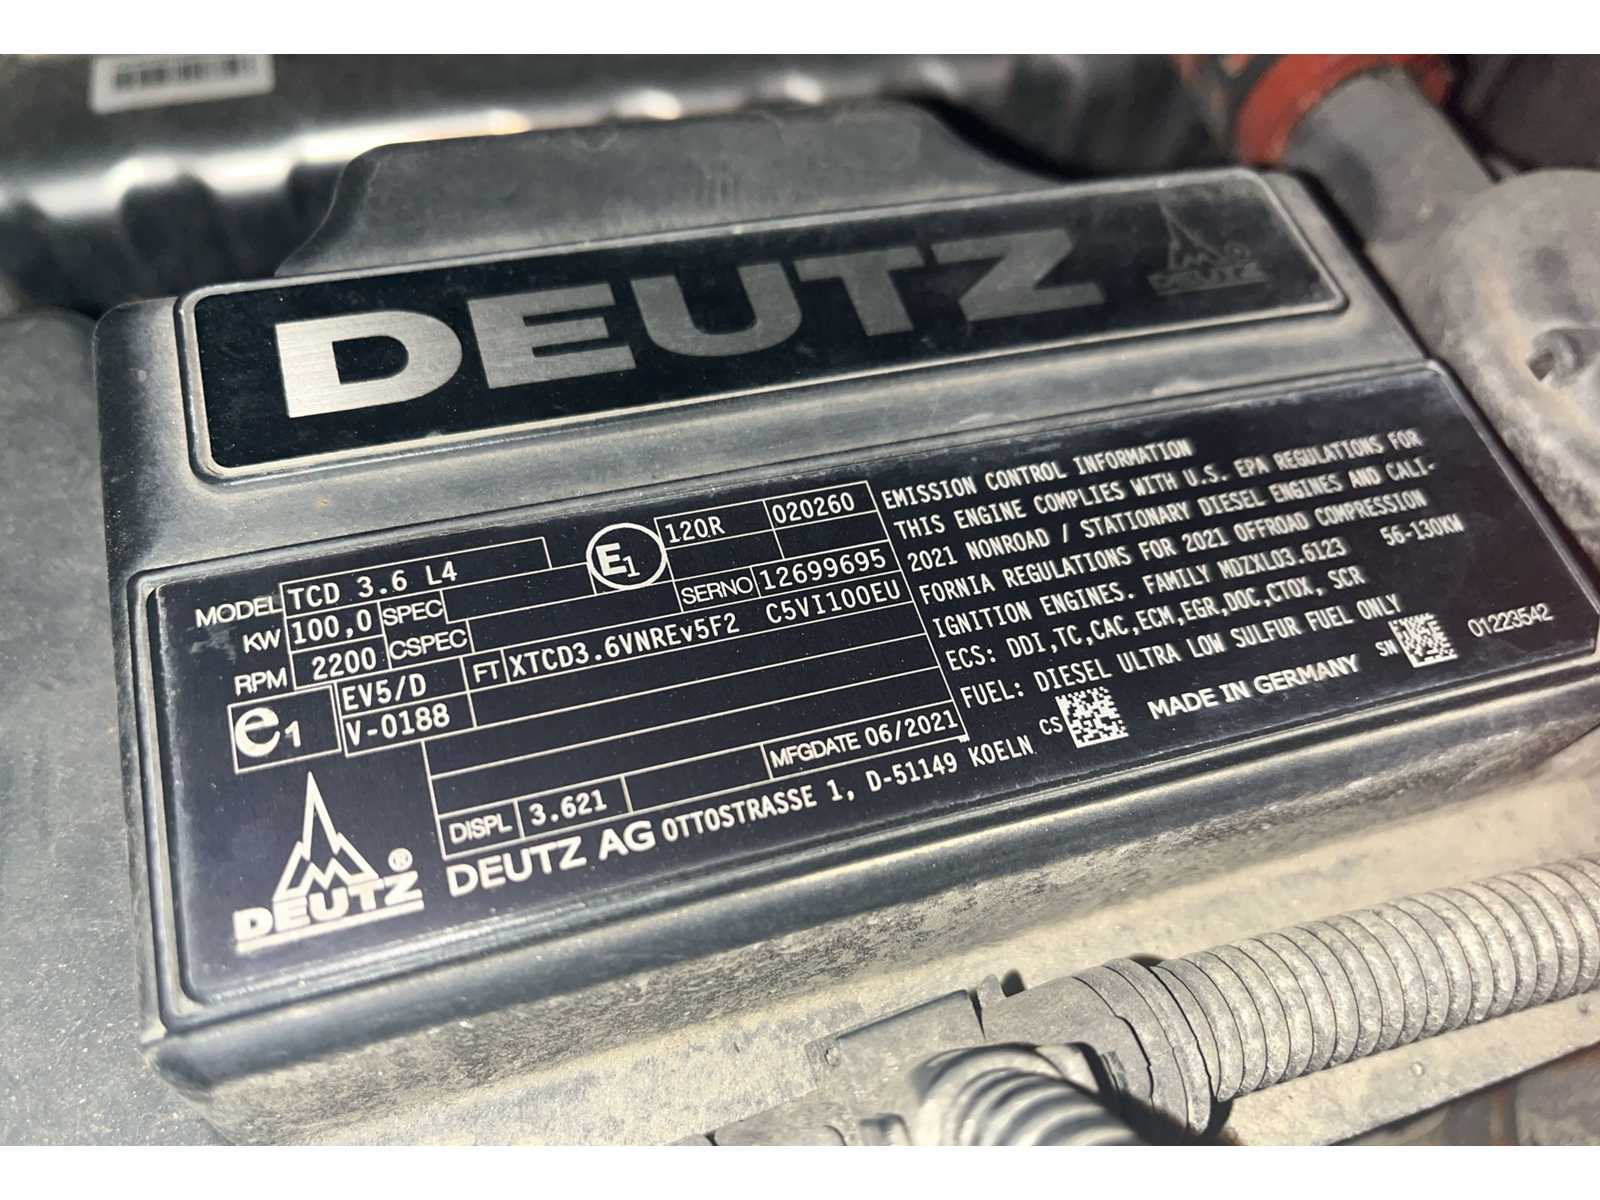 DEUTZ
DEUTZ
MODEL TCD 3.6 L4
KW 100,0 SPEC
RPM 2200 CSPEC
E1 120R 020260
SERNO 12699695
e1 EV5/D FT XTCD3.6VNREv5F2 C5VI100EU
V-0188
MFGDATE 06/2021
DISPL 3.621
DEUTZ®
DEUTZ AG OTTOSTRASSE 1, D-51149 KOELN
EMISSION CONTROL INFORMATION
THIS ENGINE COMPLIES WITH U.S. EPA REGULATIONS FOR
2021 NONROAD / STATIONARY DIESEL ENGINES AND CALI-
FORNIA REGULATIONS FOR 2021 OFFROAD COMPRESSION
IGNITION ENGINES. FAMILY MDZXL03.6123 56-130KW
ECS: DDI,TC,CAC,ECM,EGR,DOC,CTOX, SCR
FUEL: DIESEL ULTRA LOW SULFUR FUEL ONLY
CS MADE IN GERMANY SN 01223542